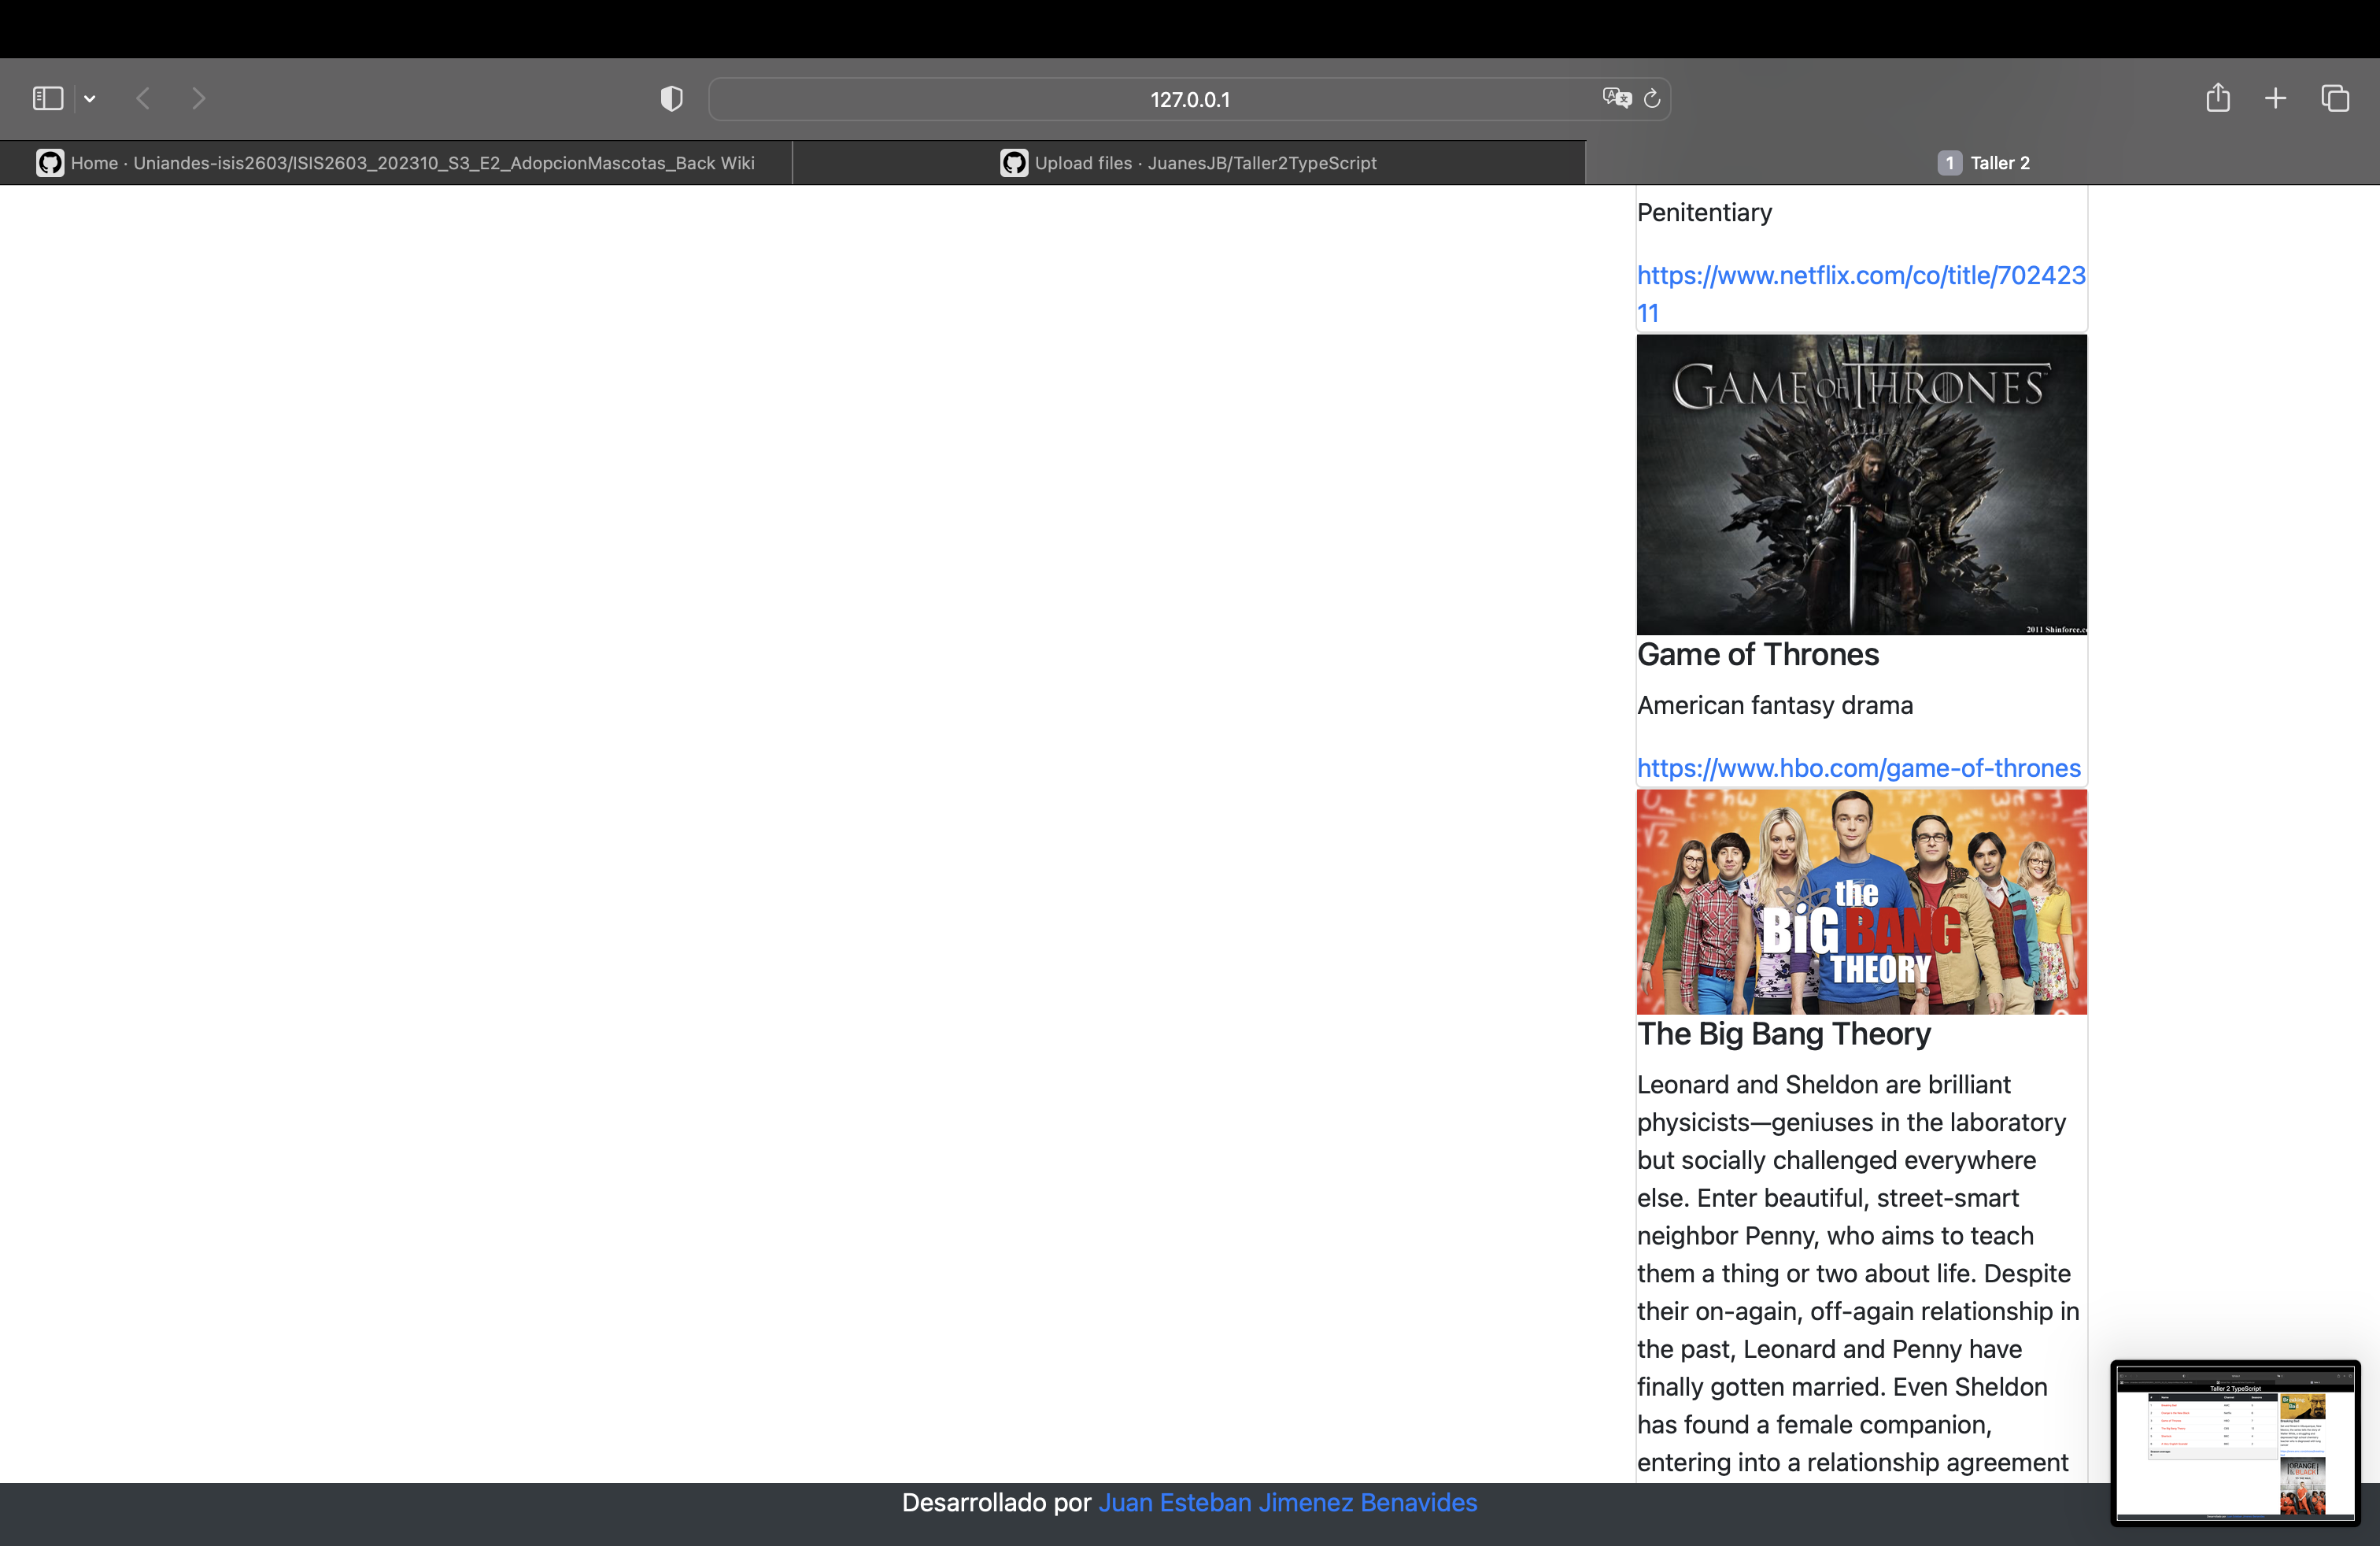 127.0.0.1
Home · Uniandes-isis2603/ISIS2603_202310_S3_E2_AdopcionMascotas_Back Wiki
Upload files · JuanesJB/Taller2TypeScript
1 Taller 2
Penitentiary
https://www.netflix.com/co/title/702423
11
GAME OF THRONES
2011 Shinforce.c
Game of Thrones
American fantasy drama
https://www.hbo.com/game-of-thrones
the
BiG BANG
THEORY
The Big Bang Theory
Leonard and Sheldon are brilliant
physicists—geniuses in the laboratory
but socially challenged everywhere
else. Enter beautiful, street-smart
neighbor Penny, who aims to teach
them a thing or two about life. Despite
their on-again, off-again relationship in
the past, Leonard and Penny have
finally gotten married. Even Sheldon
has found a female companion,
entering into a relationship agreement
Desarrollado por Juan Esteban Jimenez Benavides
Taller 2 TypeScript